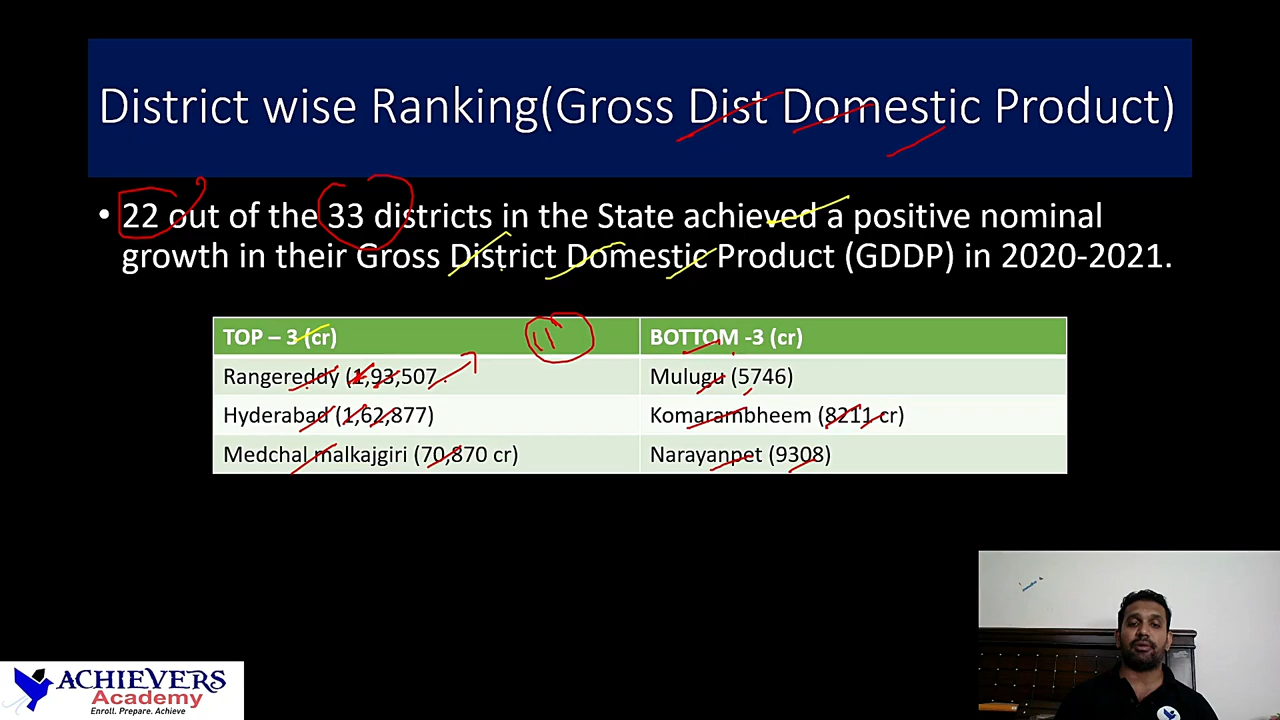 District wise Ranking(Gross Dist Domestic Product)
• 22 out of the 33 districts in the State achieved a positive nominal
growth in their Gross District Domestic Product (GDDP) in 2020-2021.
TOP – 3 (cr) 11 BOTTOM -3 (cr)
Rangereddy (1,93,507 Mulugu (5746)
Hyderabad (1,62,877) Komarambheem (8211 cr)
Medchal malkajgiri (70,870 cr) Narayanpet (9308)
ACHiEVERS
Academy
Enroll. Prepare. Achieve